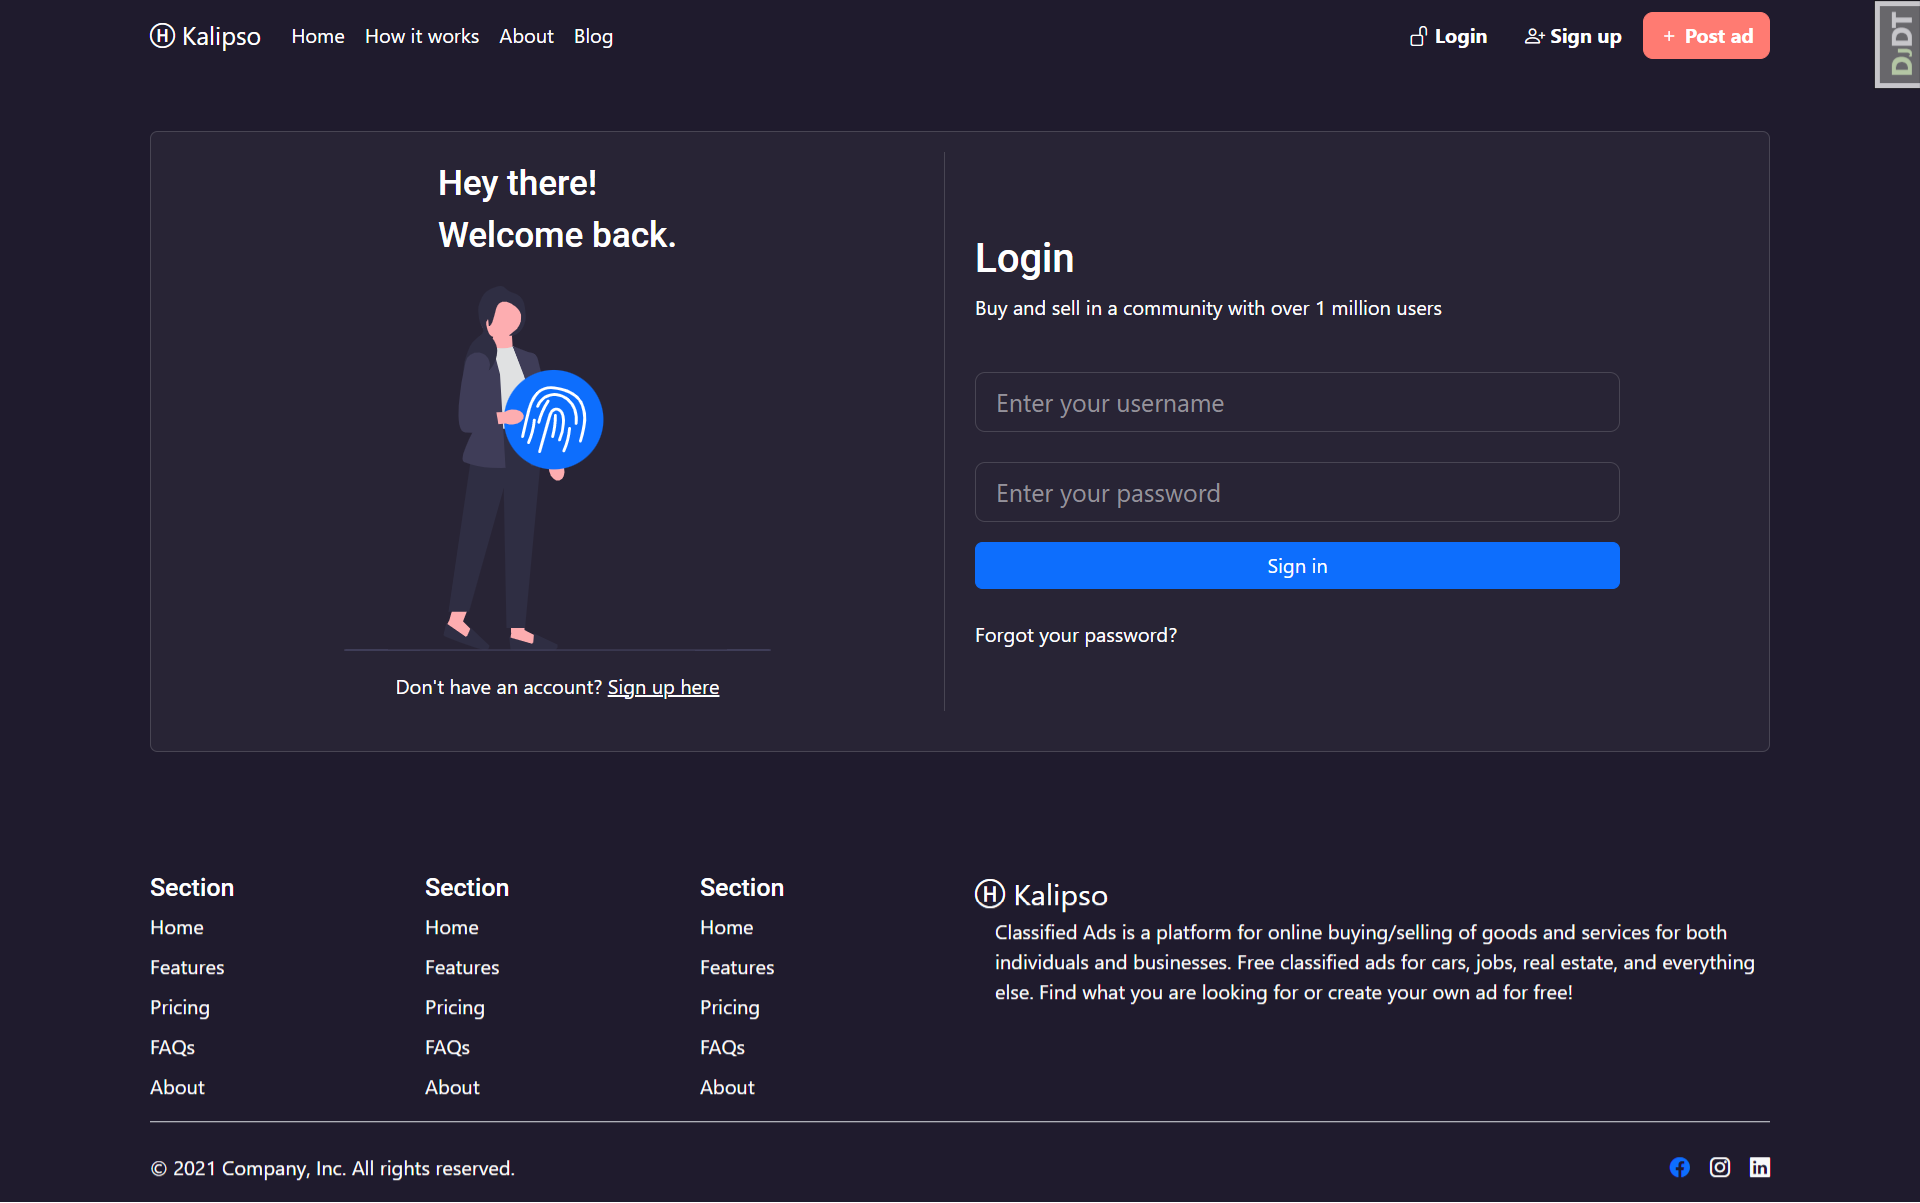 Kalipso Home How it works About Blog Login Sign up + Post ad
DJDT
Hey there!
Welcome back.
Don't have an account? Sign up here
Login
Buy and sell in a community with over 1 million users
Enter your username
Enter your password
Sign in
Forgot your password?
Section
Home
Features
Pricing
FAQs
About
Section
Home
Features
Pricing
FAQs
About
Section
Home
Features
Pricing
FAQs
About
Kalipso
Classified Ads is a platform for online buying/selling of goods and services for both
individuals and businesses. Free classified ads for cars, jobs, real estate, and everything
else. Find what you are looking for or create your own ad for free!
© 2021 Company, Inc. All rights reserved.